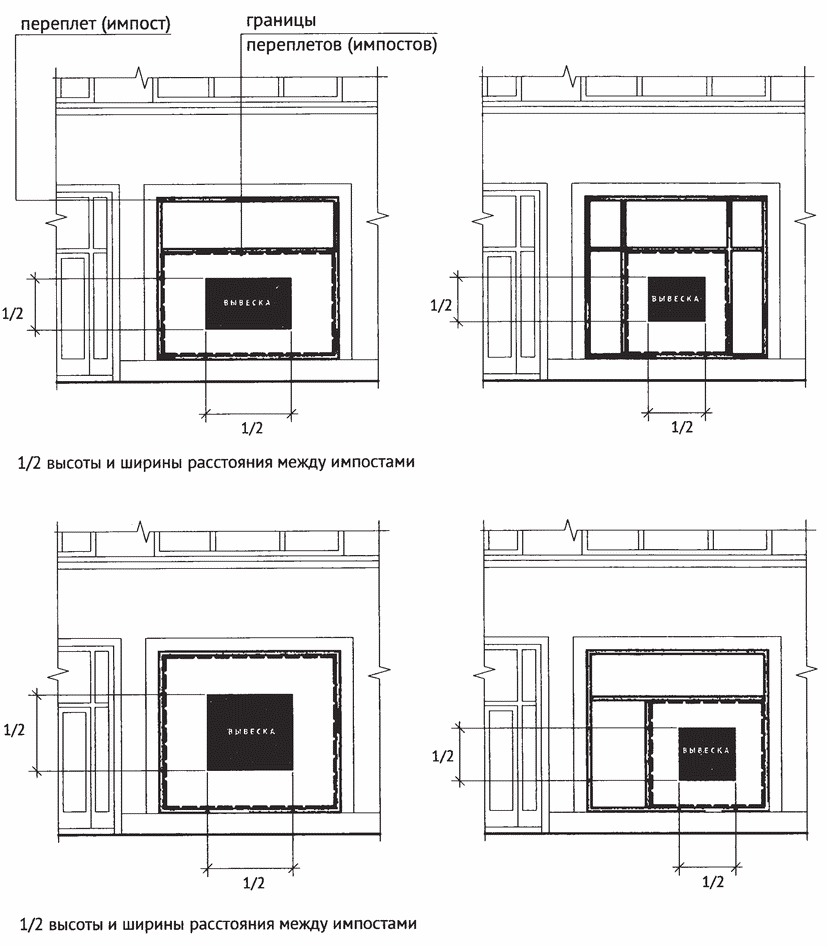 переплет (импост)
границы
переплетов (импостов)
ВЫВЕСКА
1/2
1/2
ВЫВЕСКА
1/2
1/2
1/2 высоты и ширины расстояния между импостами
ВЫВЕСКА
1/2
1/2
ВЫВЕСКА
1/2
1/2
1/2 высоты и ширины расстояния между импостами